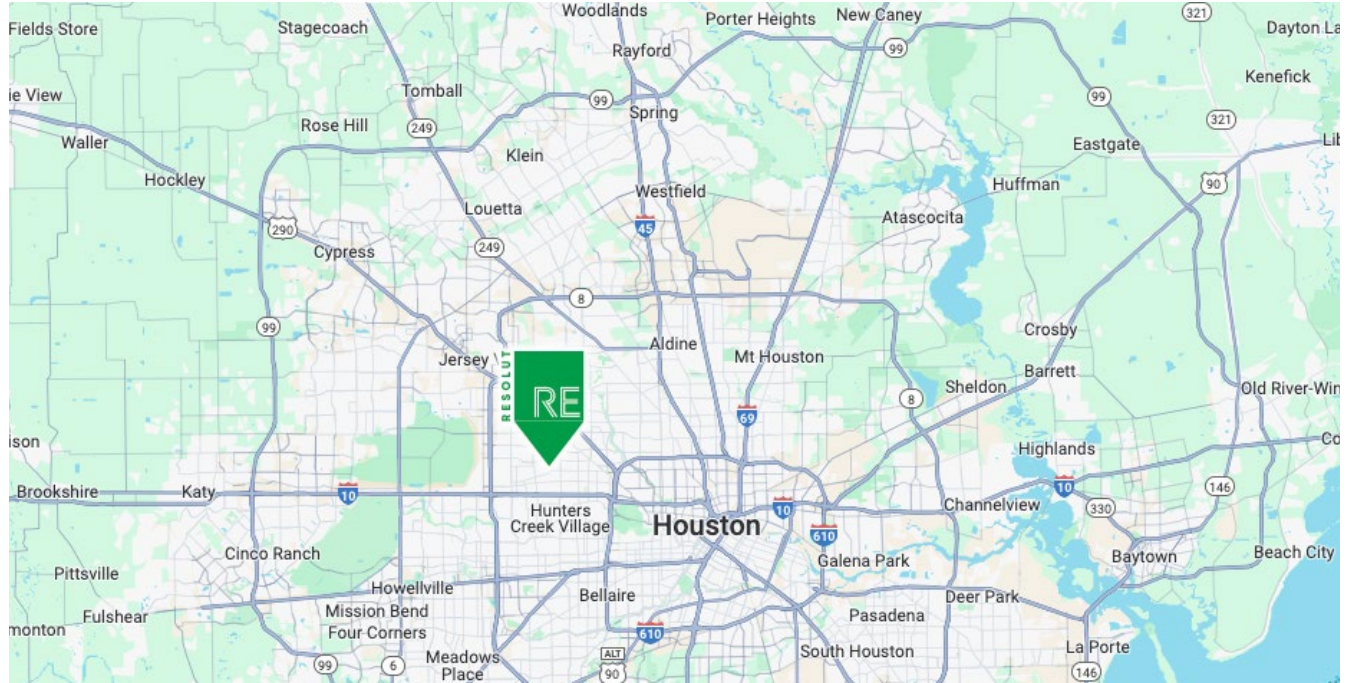 Woodlands
Porter Heights
New Caney
321
Fields Store
Stagecoach
Dayton La
Rayford
99
Kenefick
ie View
Tomball
99
99
Spring
321
Rose Hill
249
Waller
Klein
Eastgate
Lib
Hockley
Westfield
Huffman
90
Louetta
Atascocita
290
45
249
Cypress
8
99
Crosby
Aldine
Jersey V
Mt Houston
Barrett
Sheldon
Old River-Win
RESOLUT
RE
8
69
ison
Highlands
Co
Brookshire
Katy
10
10
146
Hunters
Creek Village
10
Channelview
330
Houston
610
Cinco Ranch
Galena Park
Baytown
Beach City
Pittsville
Howellville
Bellaire
Deer Park
Fulshear
Mission Bend
Pasadena
monton
Four Corners
610
La Porte
99
6
Meadows
Place
ALT
90
South Houston
146